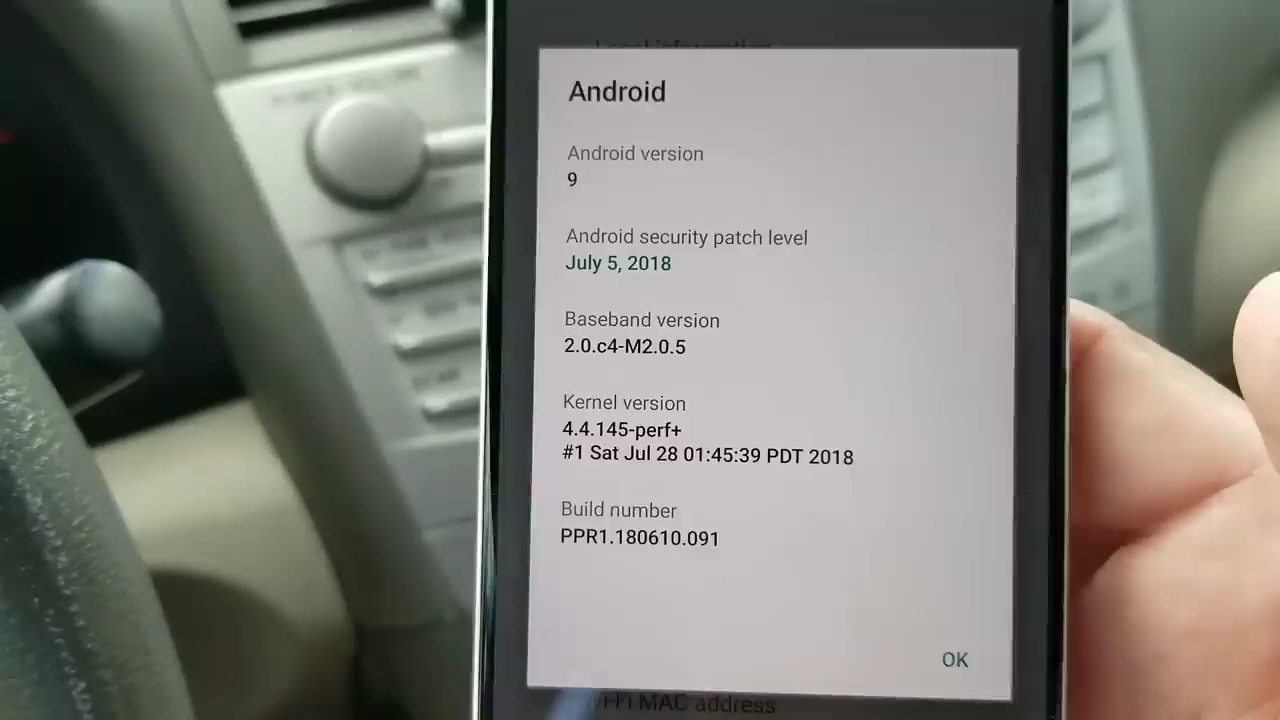 Android
Android version
9
Android security patch level
July 5, 2018
Baseband version
2.0.c4-M2.0.5
Kernel version
4.4.145-perf+
#1 Sat Jul 28 01:45:39 PDT 2018
Build number
PPR1.180610.091
OK
MAC address